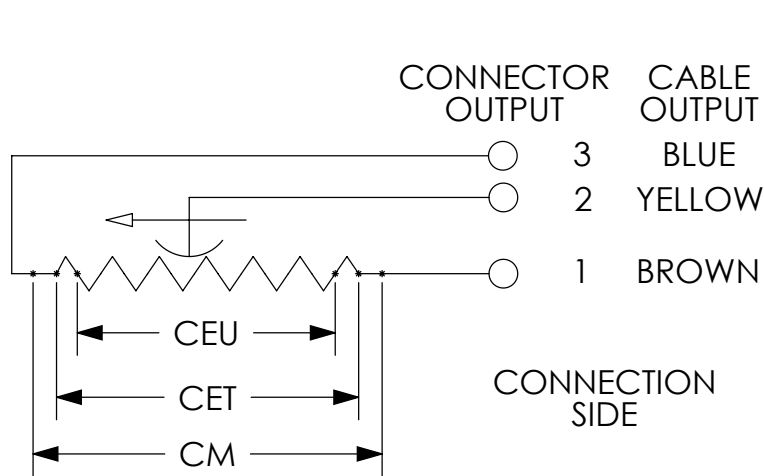 CONNECTOR OUTPUT
CABLE OUTPUT
3 BLUE
2 YELLOW
1 BROWN
CEU
CET
CM
CONNECTION
SIDE